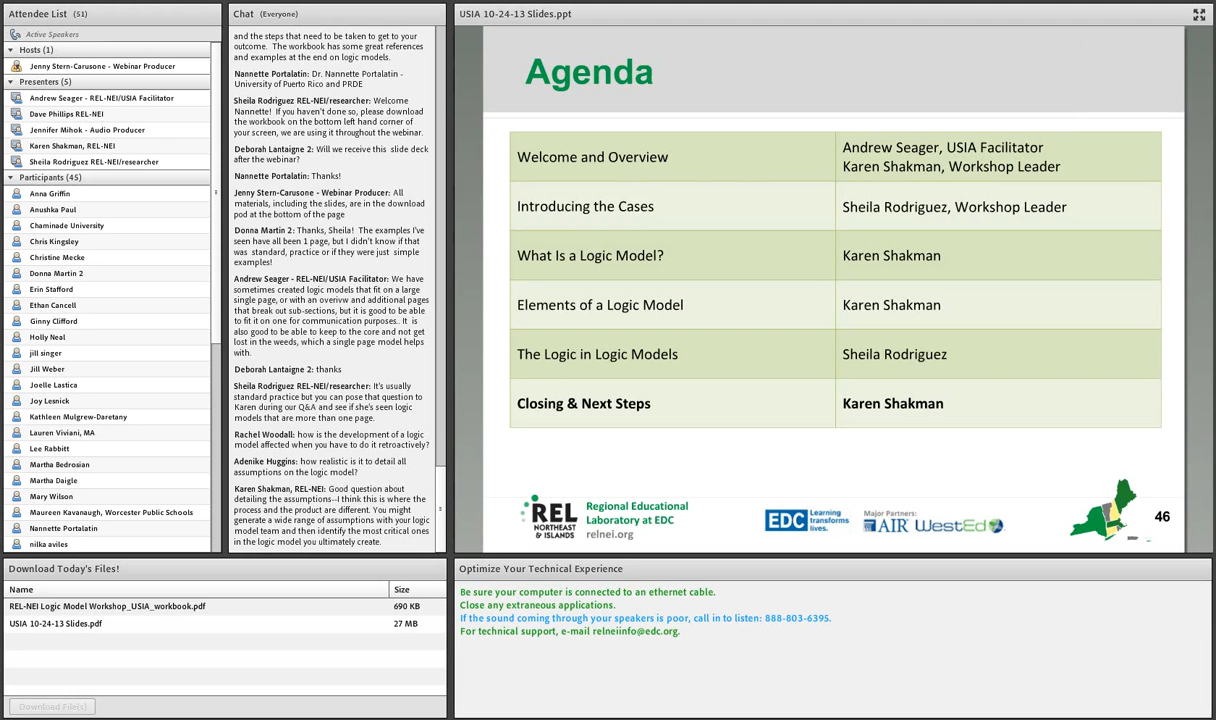 Attendee List (51)
Active Speakers
Hosts (1)
Jenny Stern-Carusone - Webinar Producer
Presenters (5)
Andrew Seager - REL-NEI/USIA Facilitator
Dave Phillips REL-NEI
Jennifer Mihok - Audio Producer
Karen Shakman, REL-NEI
Sheila Rodriguez REL-NEI/researcher
Participants (45)
Anna Griffin
Anushka Paul
Chaminade University
Chris Kingsley
Christine Mecke
Donna Martin 2
Erin Stafford
Ethan Cancell
Ginny Clifford
Holly Neal
jill singer
Jill Weber
Joelle Lastica
Joy Lesnick
Kathleen Mulgrew-Daretany
Lauren Viviani, MA
Lee Rabbitt
Martha Bedrosian
Martha Daigle
Mary Wilson
Maureen Kavanaugh, Worcester Public Schools
Nannette Portalatin
nilka aviles
Chat (Everyone)
and the steps that need to be taken to get to your
outcome. The workbook has some great references
and examples at the end on logic models.
Nannette Portalatin: Dr. Nannette Portalatin -
University of Puerto Rico and PRDE
Sheila Rodriguez REL-NEI/researcher: Welcome
Nannette! If you haven't done so, please download
the workbook on the bottom left hand corner of
your screen, we are using it throughout the webinar.
Deborah Lantaigne 2: Will we receive this slide deck
after the webinar?
Nannette Portalatin: Thanks!
Jenny Stern-Carusone - Webinar Producer: All
materials, including the slides, are in the download
pod at the bottom of the page
Donna Martin 2: Thanks, Sheila! The examples I've
seen have all been 1 page, but I didn't know if that
was standard, practice or if they were just simple
examples!
Andrew Seager - REL-NEI/USIA Facilitator: We have
sometimes created logic models that fit on a large
single page, or with an overivw and additional pages
that break out sub-sections, but it is good to be able
to fit it on one for communication purposes.. It is
also good to be able to keep to the core and not get
lost in the weeds, which a single page model helps
with.
Deborah Lantaigne 2: thanks
Sheila Rodriguez REL-NEI/researcher: It's usually
standard practice but you can pose that question to
Karen during our Q&A and see if she's seen logic
models that are more than one page.
Rachel Woodall: how is the development of a logic
model affected when you have to do it retroactively?
Adenike Huggins: how realistic is it to detail all
assumptions on the logic model?
Karen Shakman, REL-NEI: Good question about
detailing the assumptions--I think this is where the
process and the product are different. You might
generate a wide range of assumptions with your logic
model team and then identify the most critical ones
in the logic model you ultimately create.
USIA 10-24-13 Slides.ppt
Agenda
Welcome and Overview
Andrew Seager, USIA Facilitator
Karen Shakman, Workshop Leader
Introducing the Cases
Sheila Rodriguez, Workshop Leader
What Is a Logic Model?
Karen Shakman
Elements of a Logic Model
Karen Shakman
The Logic in Logic Models
Sheila Rodriguez
Closing & Next Steps
Karen Shakman
REL
NORTHEAST
& ISLANDS
Regional Educational
Laboratory at EDC
relnei.org
EDC
Learning
transforms
lives.
Major Partners:
AIR WestEd
46
Download Today's Files!
Name Size
REL-NEI Logic Model Workshop_USIA_workbook.pdf 690 KB
USIA 10-24-13 Slides.pdf 27 MB
Download File(s)
Optimize Your Technical Experience
Be sure your computer is connected to an ethernet cable.
Close any extraneous applications.
If the sound coming through your speakers is poor, call in to listen: 888-803-6395.
For technical support, e-mail relneiinfo@edc.org.